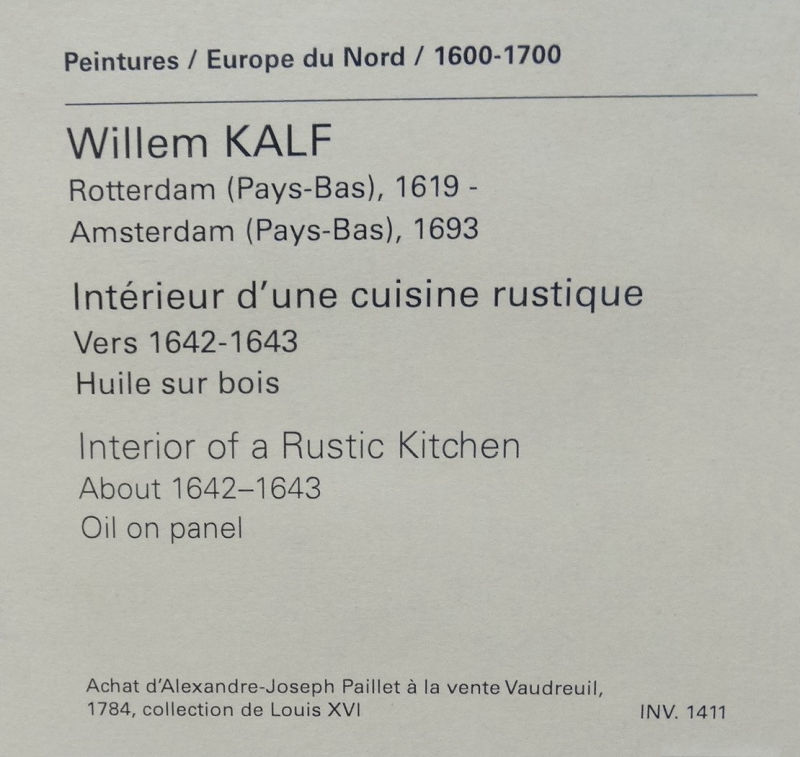 Peintures / Europe du Nord / 1600-1700
Willem KALF
Rotterdam (Pays-Bas), 1619 -
Amsterdam (Pays-Bas), 1693
Intérieur d'une cuisine rustique
Vers 1642-1643
Huile sur bois
Interior of a Rustic Kitchen
About 1642–1643
Oil on panel
Achat d'Alexandre-Joseph Paillet à la vente Vaudreuil,
1784, collection de Louis XVI
INV. 1411